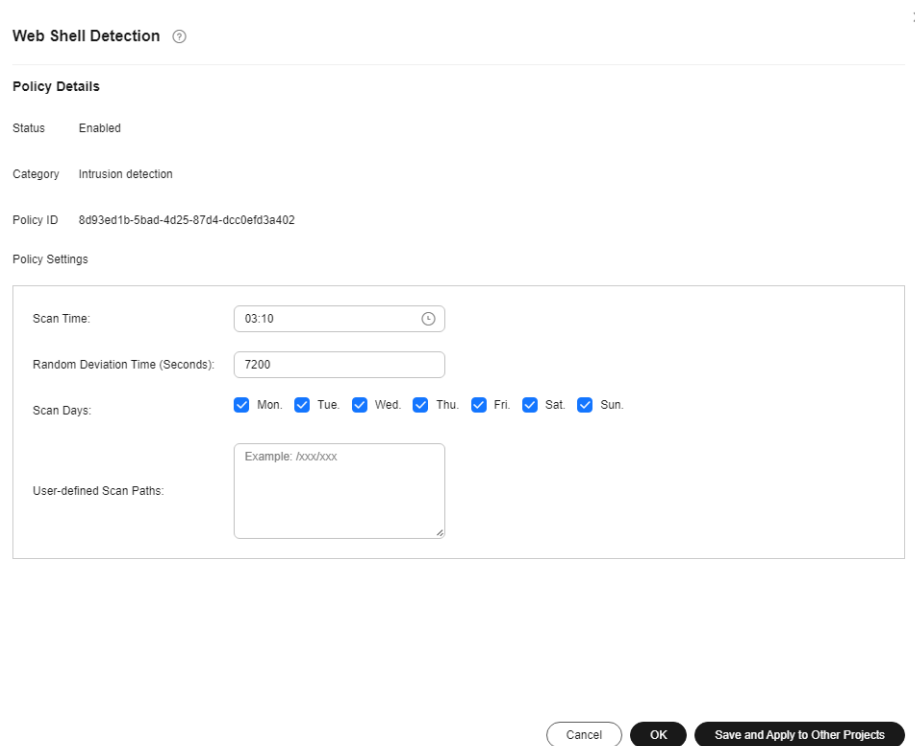 Web Shell Detection ?
Policy Details
Status Enabled
Category Intrusion detection
Policy ID 8d93ed1b-5bad-4d25-87d4-dcc0efd3a402
Policy Settings
Scan Time: 03:10
Random Deviation Time (Seconds): 7200
Scan Days: Mon. Tue. Wed. Thu. Fri. Sat. Sun.
User-defined Scan Paths: Example: /xxx/xxx
Cancel OK Save and Apply to Other Projects